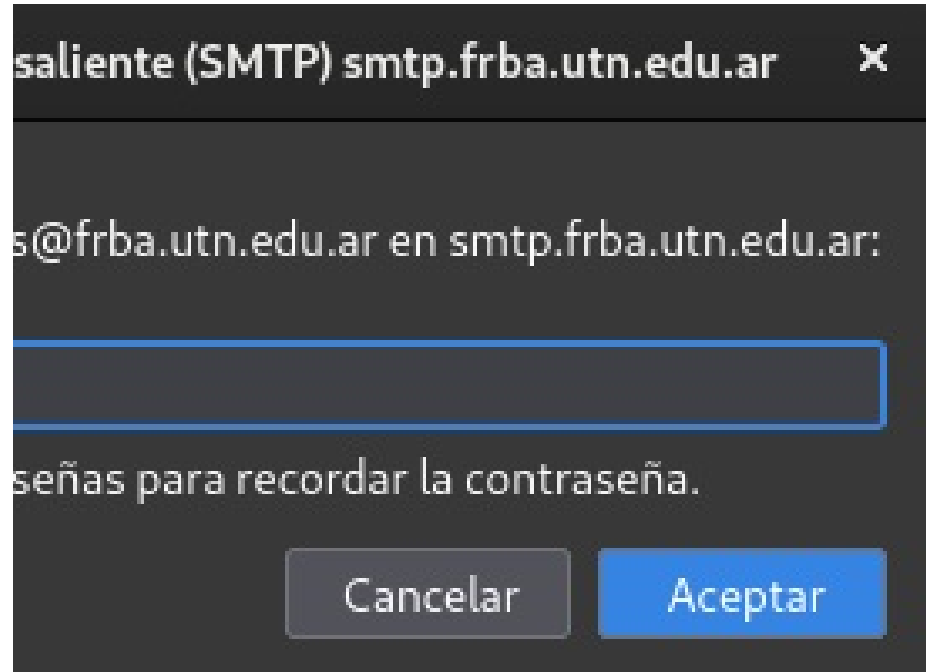 saliente (SMTP) smtp.frba.utn.edu.ar ×
s@frba.utn.edu.ar en smtp.frba.utn.edu.ar:
señas para recordar la contraseña.
Cancelar Aceptar